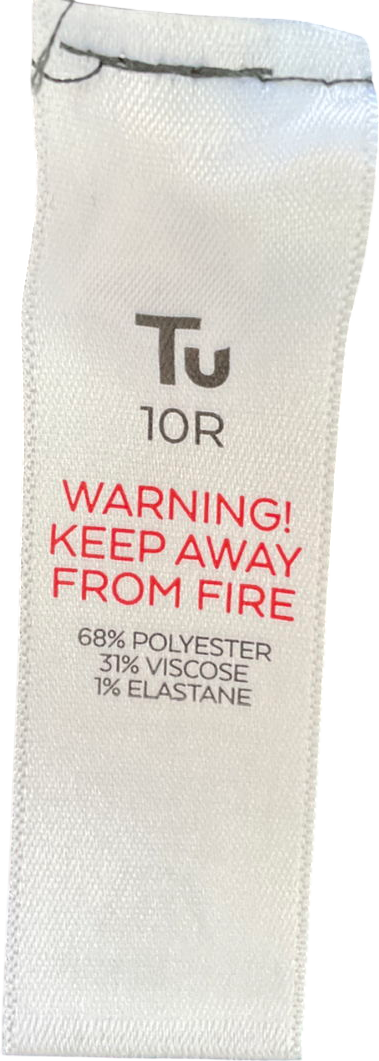 Tu
10R
WARNING!
KEEP AWAY
FROM FIRE
68% POLYESTER
31% VISCOSE
1% ELASTANE